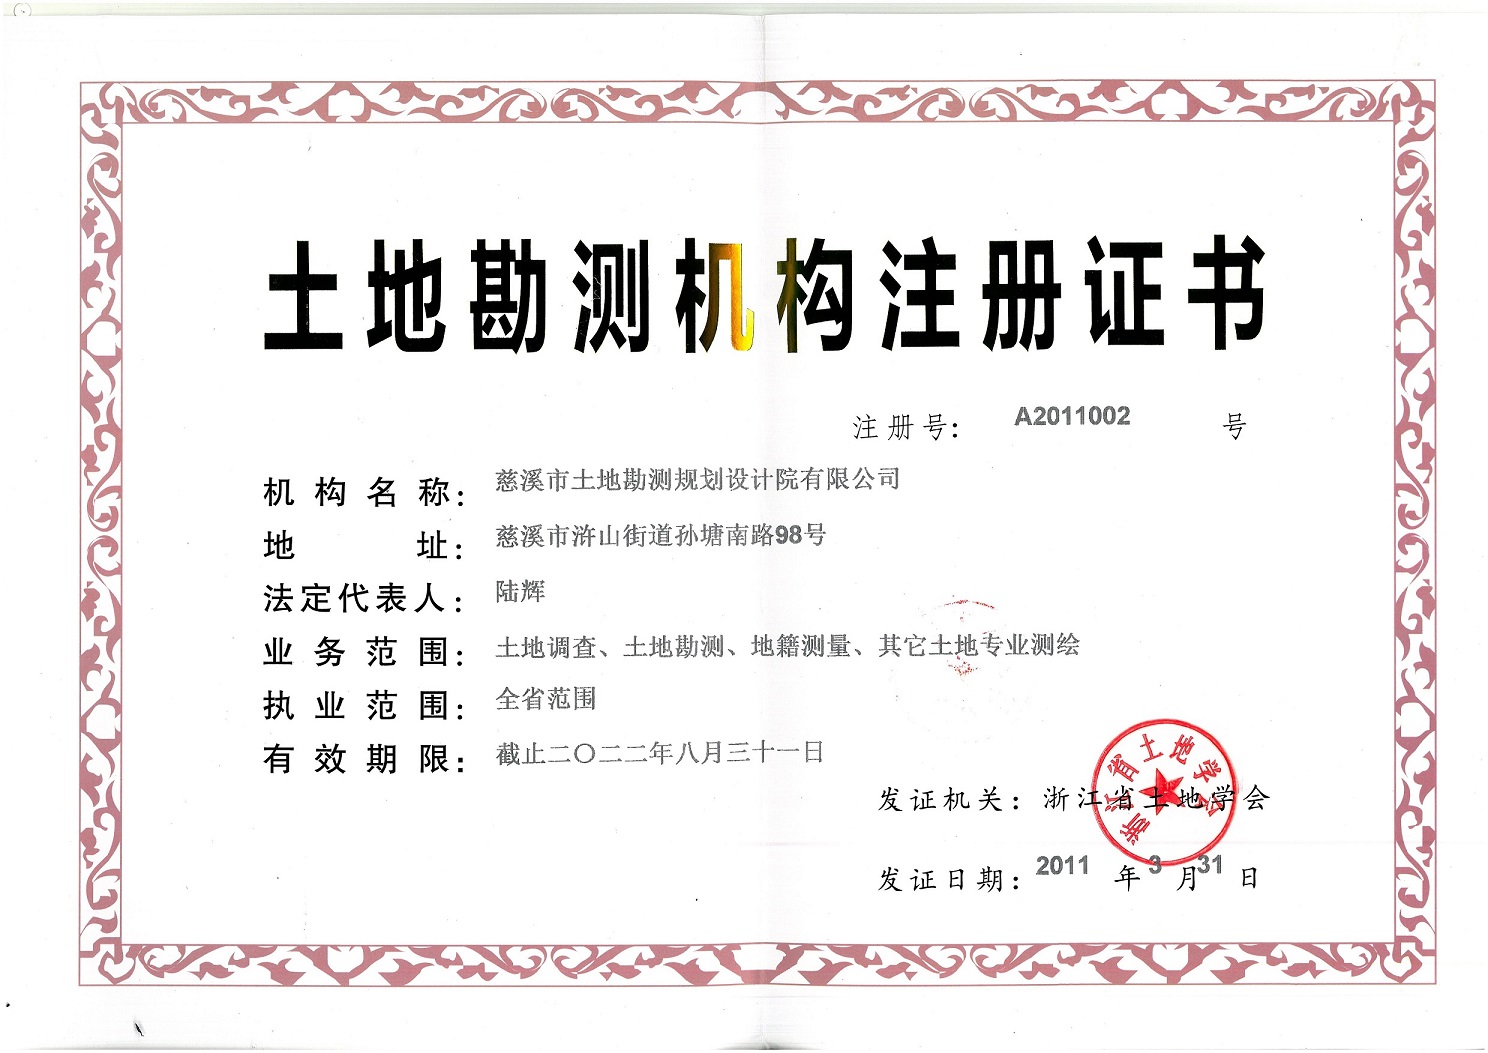 土地勘测机构注册证书
注册号: A2011002 号
机构名称: 慈溪市土地勘测规划设计院有限公司
地址: 慈溪市浒山街道孙塘南路98号
法定代表人: 陆辉
业务范围: 土地调查、土地勘测、地籍测量、其它土地专业测绘
执业范围: 全省范围
有效期限: 截止二〇二二年八月三十一日
发证机关: 浙江省土地学会
浙江省土地学会
发证日期: 2011 年 3 月 31 日